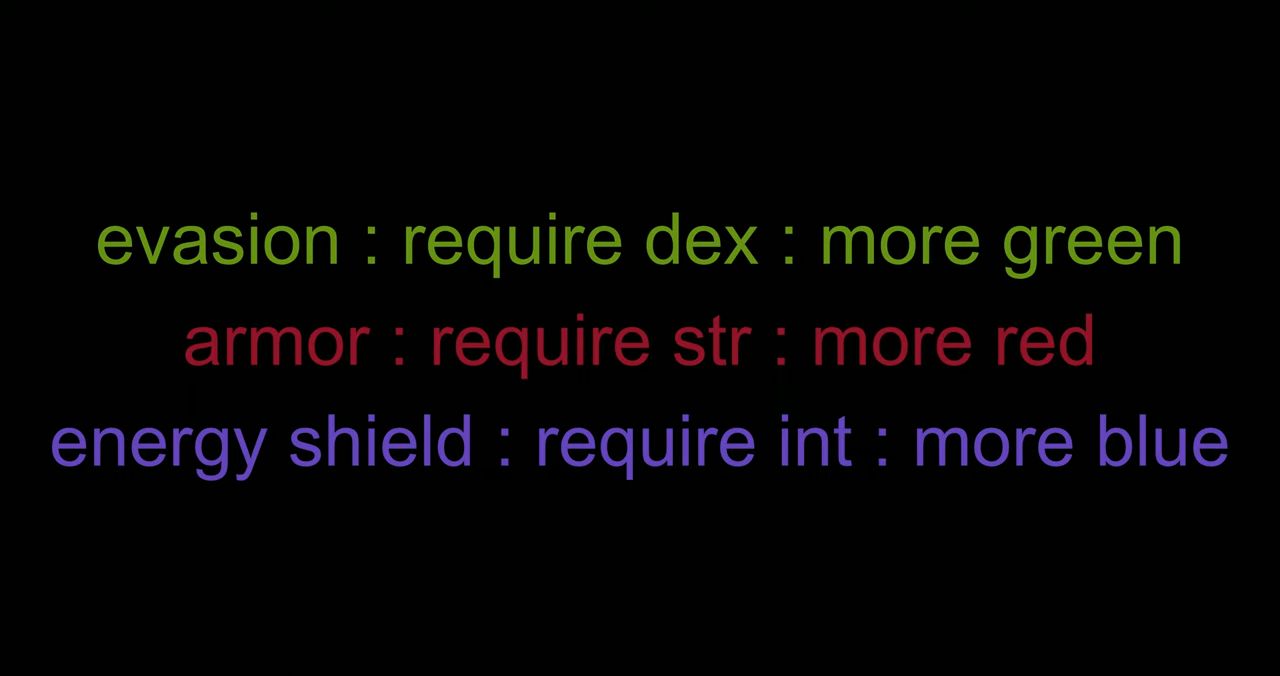 evasion : require dex : more green
armor : require str : more red
energy shield : require int : more blue